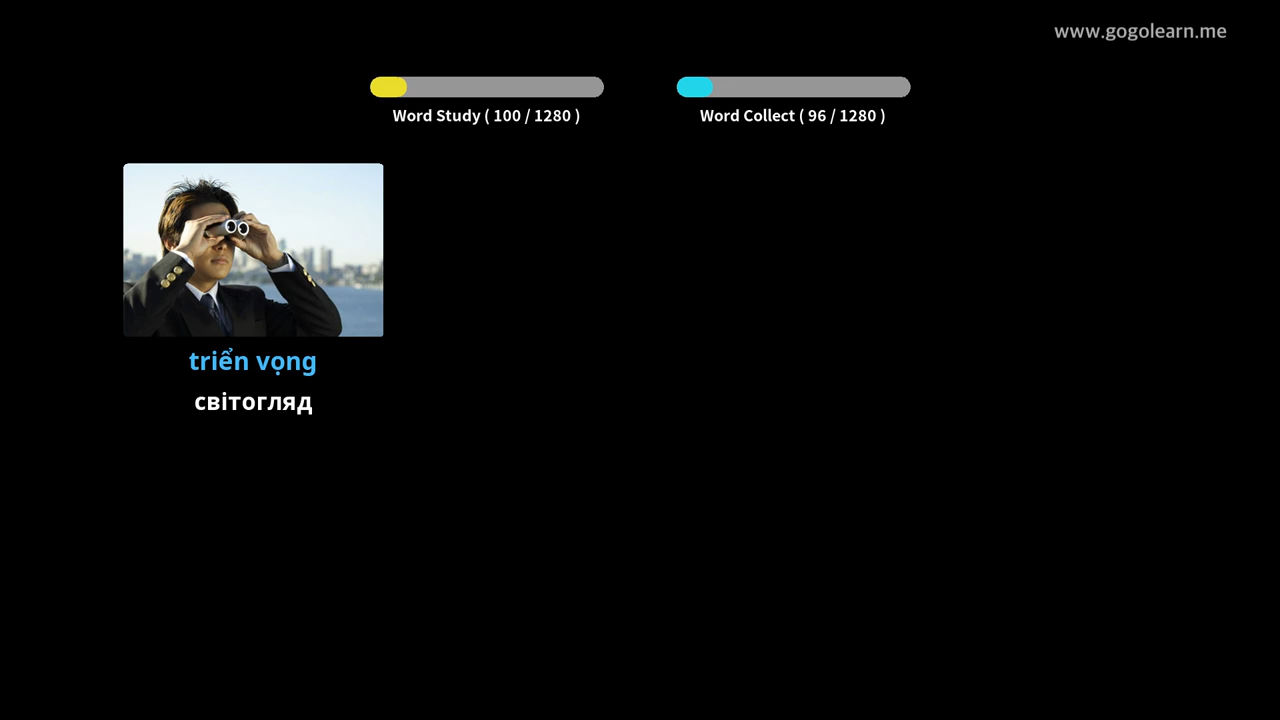 www.gogolearn.me
Word Study ( 100 / 1280 )
Word Collect ( 96 / 1280 )
triển vọng
світогляд